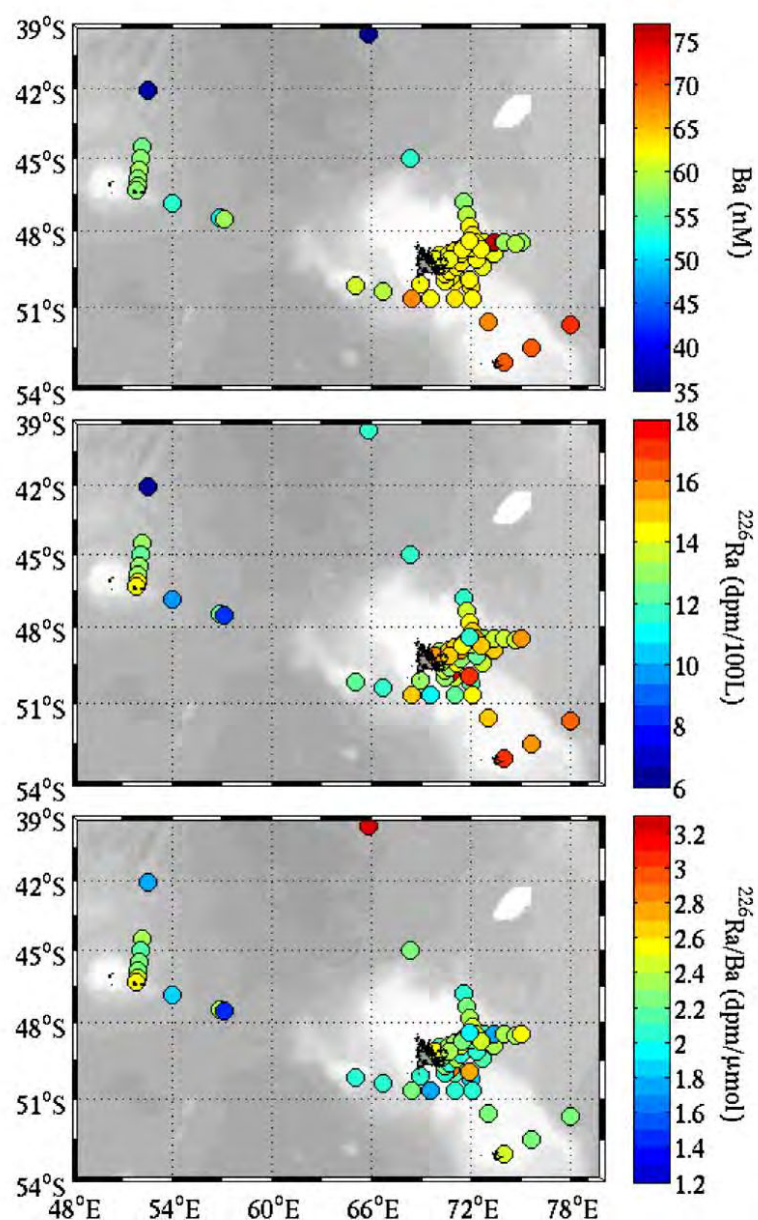 39°S
42°S
45°S
48°S
51°S
54°S
75
70
65
60
55
50
45
40
35
Ba (nM)
39°S
42°S
45°S
48°S
51°S
54°S
18
16
14
12
10
8
6
²²⁶Ra (dpm/100L)
39°S
42°S
45°S
48°S
51°S
54°S
48°E 54°E 60°E 66°E 72°E 78°E
3.2
3
2.8
2.6
2.4
2.2
2
1.8
1.6
1.4
1.2
²²⁶Ra/Ba (dpm/μmol)